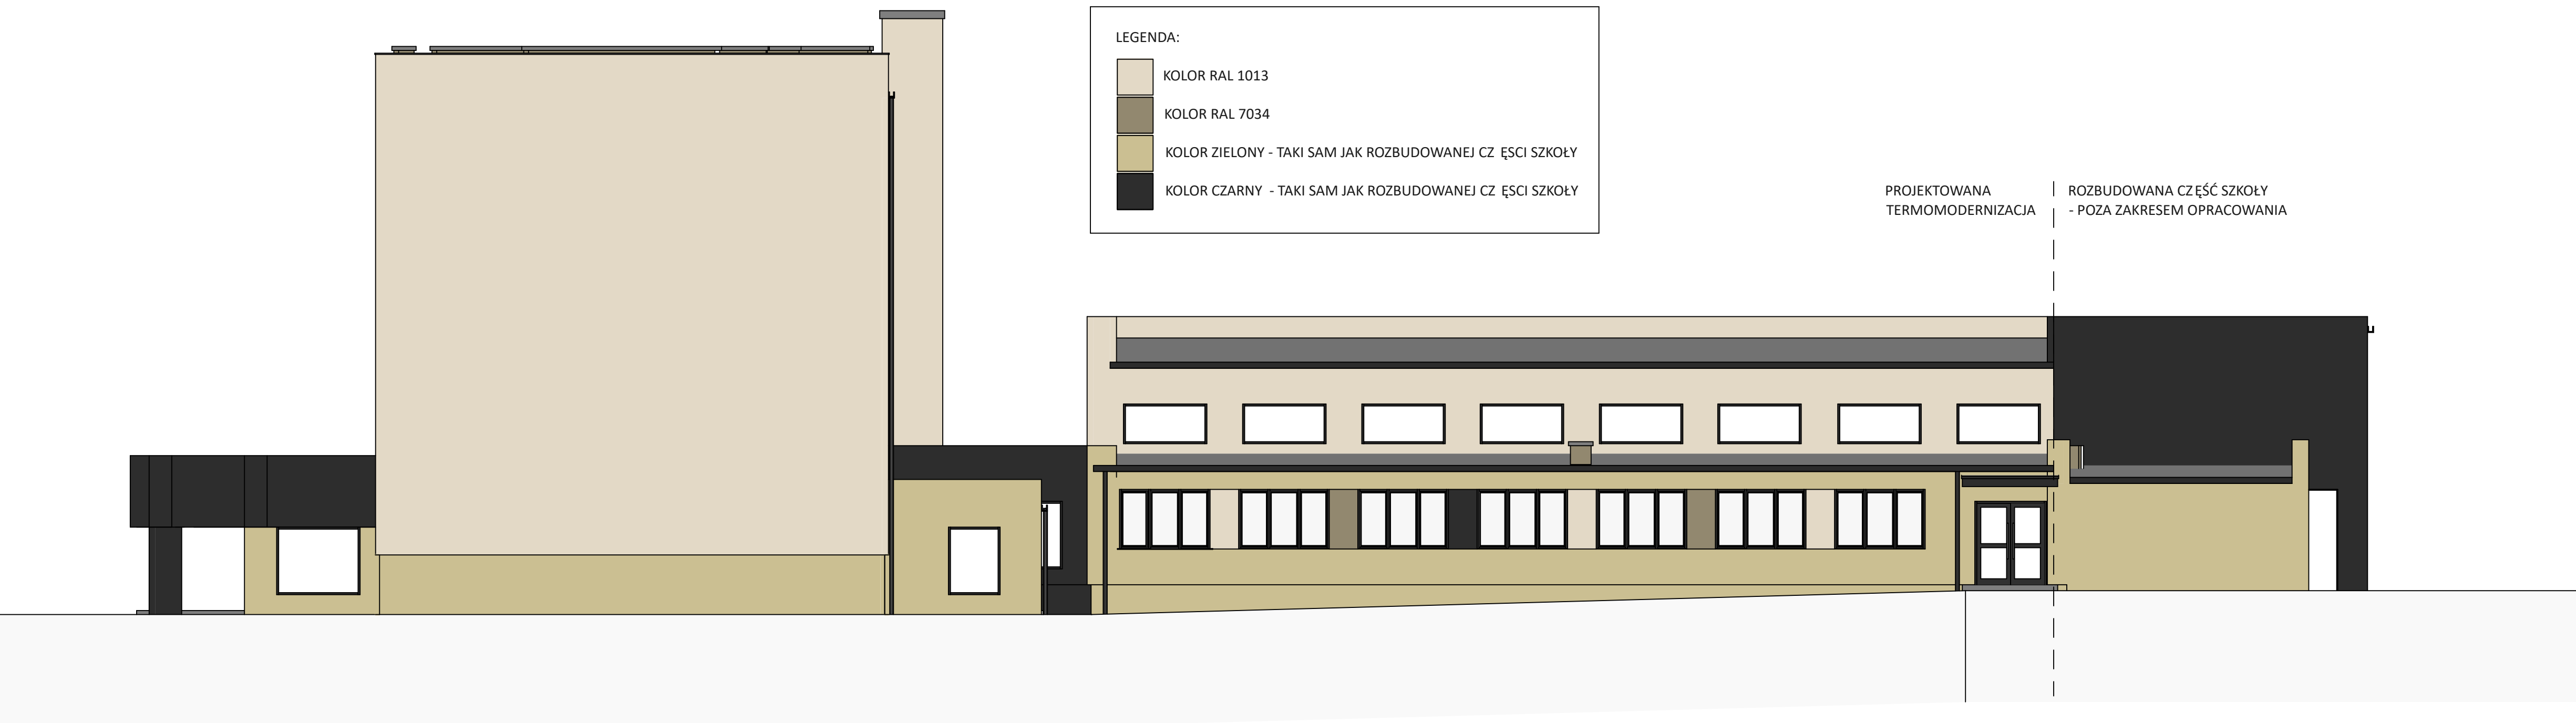 LEGENDA:
KOLOR RAL 1013
KOLOR RAL 7034
KOLOR ZIELONY - TAKI SAM JAK ROZBUDOWANEJ CZ ĘSCI SZKOŁY
KOLOR CZARNY - TAKI SAM JAK ROZBUDOWANEJ CZ ĘSCI SZKOŁY
PROJEKTOWANA
TERMOMODERNIZACJA
ROZBUDOWANA CZĘŚĆ SZKOŁY
- POZA ZAKRESEM OPRACOWANIA